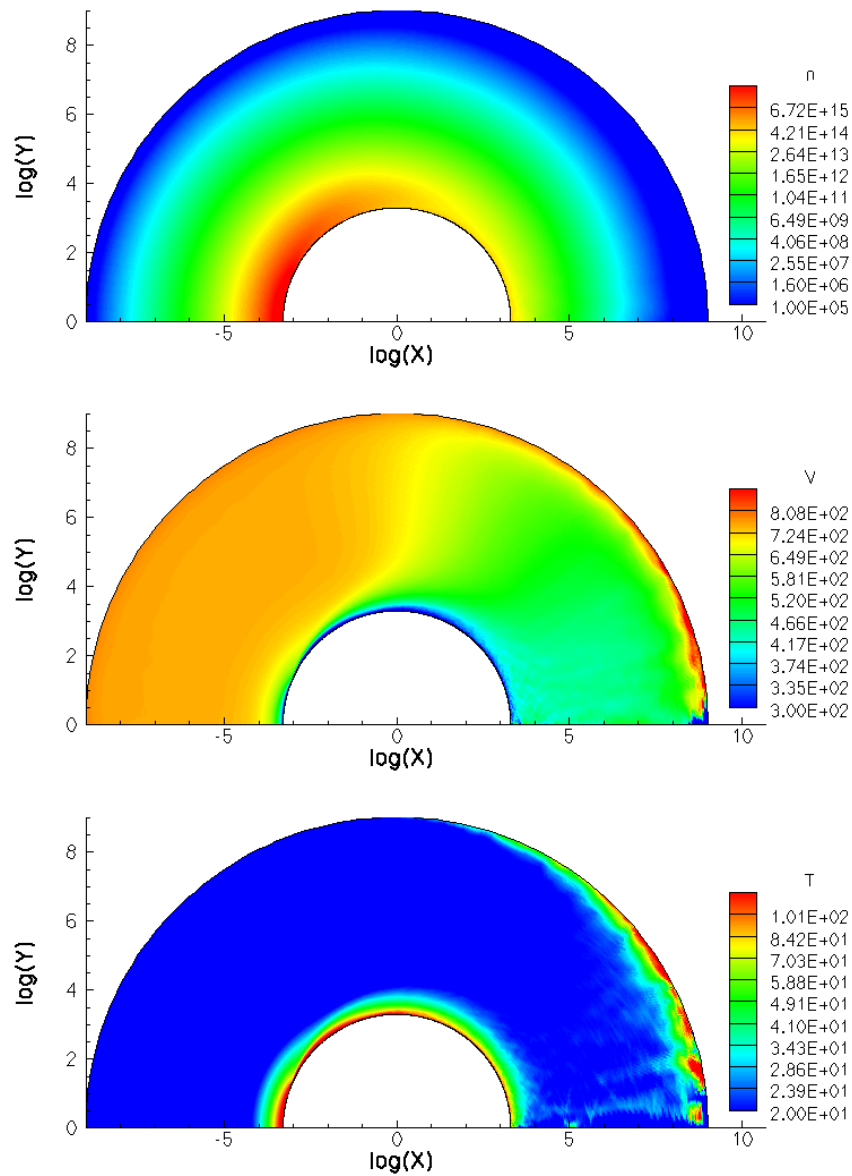 n
8
6
4
2
0
log(Y)
-5
0
5
10
log(X)
6.72E+15
4.21E+14
2.64E+13
1.65E+12
1.04E+11
6.49E+09
4.06E+08
2.55E+07
1.60E+06
1.00E+05
V
8
6
4
2
0
log(Y)
-5
0
5
10
log(X)
8.08E+02
7.24E+02
6.49E+02
5.81E+02
5.20E+02
4.66E+02
4.17E+02
3.74E+02
3.35E+02
3.00E+02
T
8
6
4
2
0
log(Y)
-5
0
5
10
log(X)
1.01E+02
8.42E+01
7.03E+01
5.88E+01
4.91E+01
4.10E+01
3.43E+01
2.86E+01
2.39E+01
2.00E+01